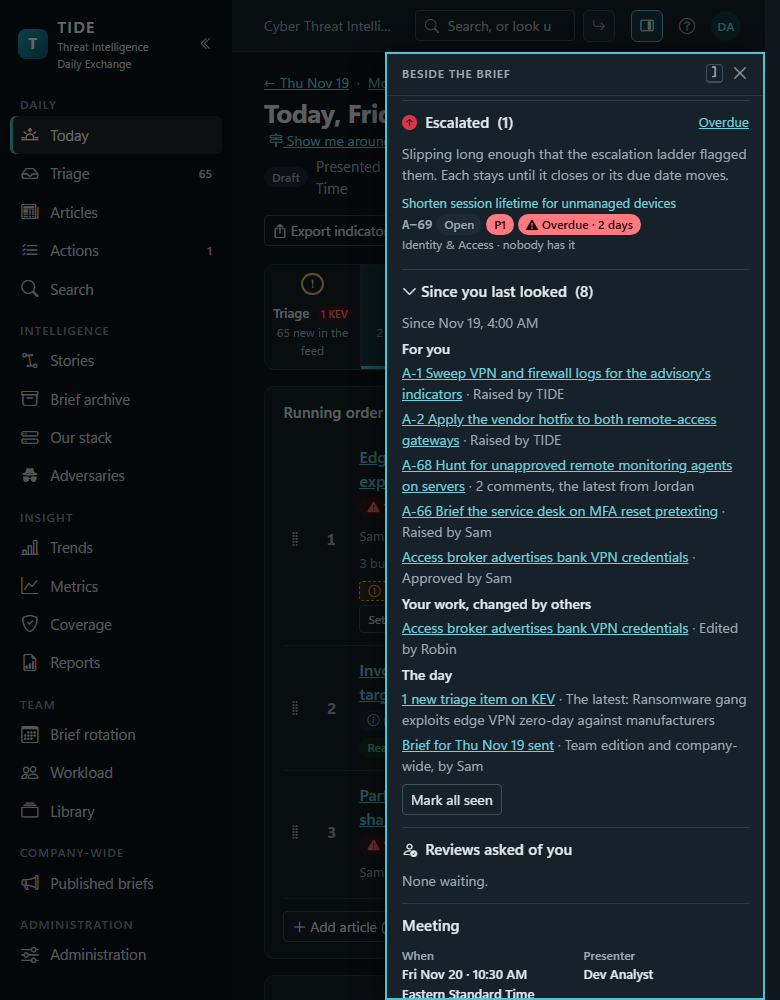 T
TIDE
Threat Intelligence
Daily Exchange
DAILY
Today
Triage 65
Articles
Actions 1
Search
INTELLIGENCE
Stories
Brief archive
Our stack
Adversaries
INSIGHT
Trends
Metrics
Coverage
Reports
TEAM
Brief rotation
Workload
Library
COMPANY-WIDE
Published briefs
ADMINISTRATION
Administration
Cyber Threat Intelli...
Search, or look u
DA
← Thu Nov 19 ·
Today,
Show me aroun
Draft
Presented
Time
Export indicato
Triage 1 KEV
65 new in the
feed
Running order
1
Sam
3 bu
Set
2
3
Sam
+ Add article
BESIDE THE BRIEF
]
Escalated (1) Overdue
Slipping long enough that the escalation ladder flagged
them. Each stays until it closes or its due date moves.
Shorten session lifetime for unmanaged devices
A-69 Open P1 Overdue · 2 days
Identity & Access · nobody has it
Since you last looked (8)
Since Nov 19, 4:00 AM
For you
A-1 Sweep VPN and firewall logs for the advisory's
indicators · Raised by TIDE
A-2 Apply the vendor hotfix to both remote-access
gateways · Raised by TIDE
A-68 Hunt for unapproved remote monitoring agents
on servers · 2 comments, the latest from Jordan
A-66 Brief the service desk on MFA reset pretexting ·
Raised by Sam
Access broker advertises bank VPN credentials ·
Approved by Sam
Your work, changed by others
Access broker advertises bank VPN credentials · Edited
by Robin
The day
1 new triage item on KEV · The latest: Ransomware gang
exploits edge VPN zero-day against manufacturers
Brief for Thu Nov 19 sent · Team edition and company-
wide, by Sam
Mark all seen
Reviews asked of you
None waiting.
Meeting
When Presenter
Fri Nov 20 · 10:30 AM Dev Analyst
Eastern Standard Time